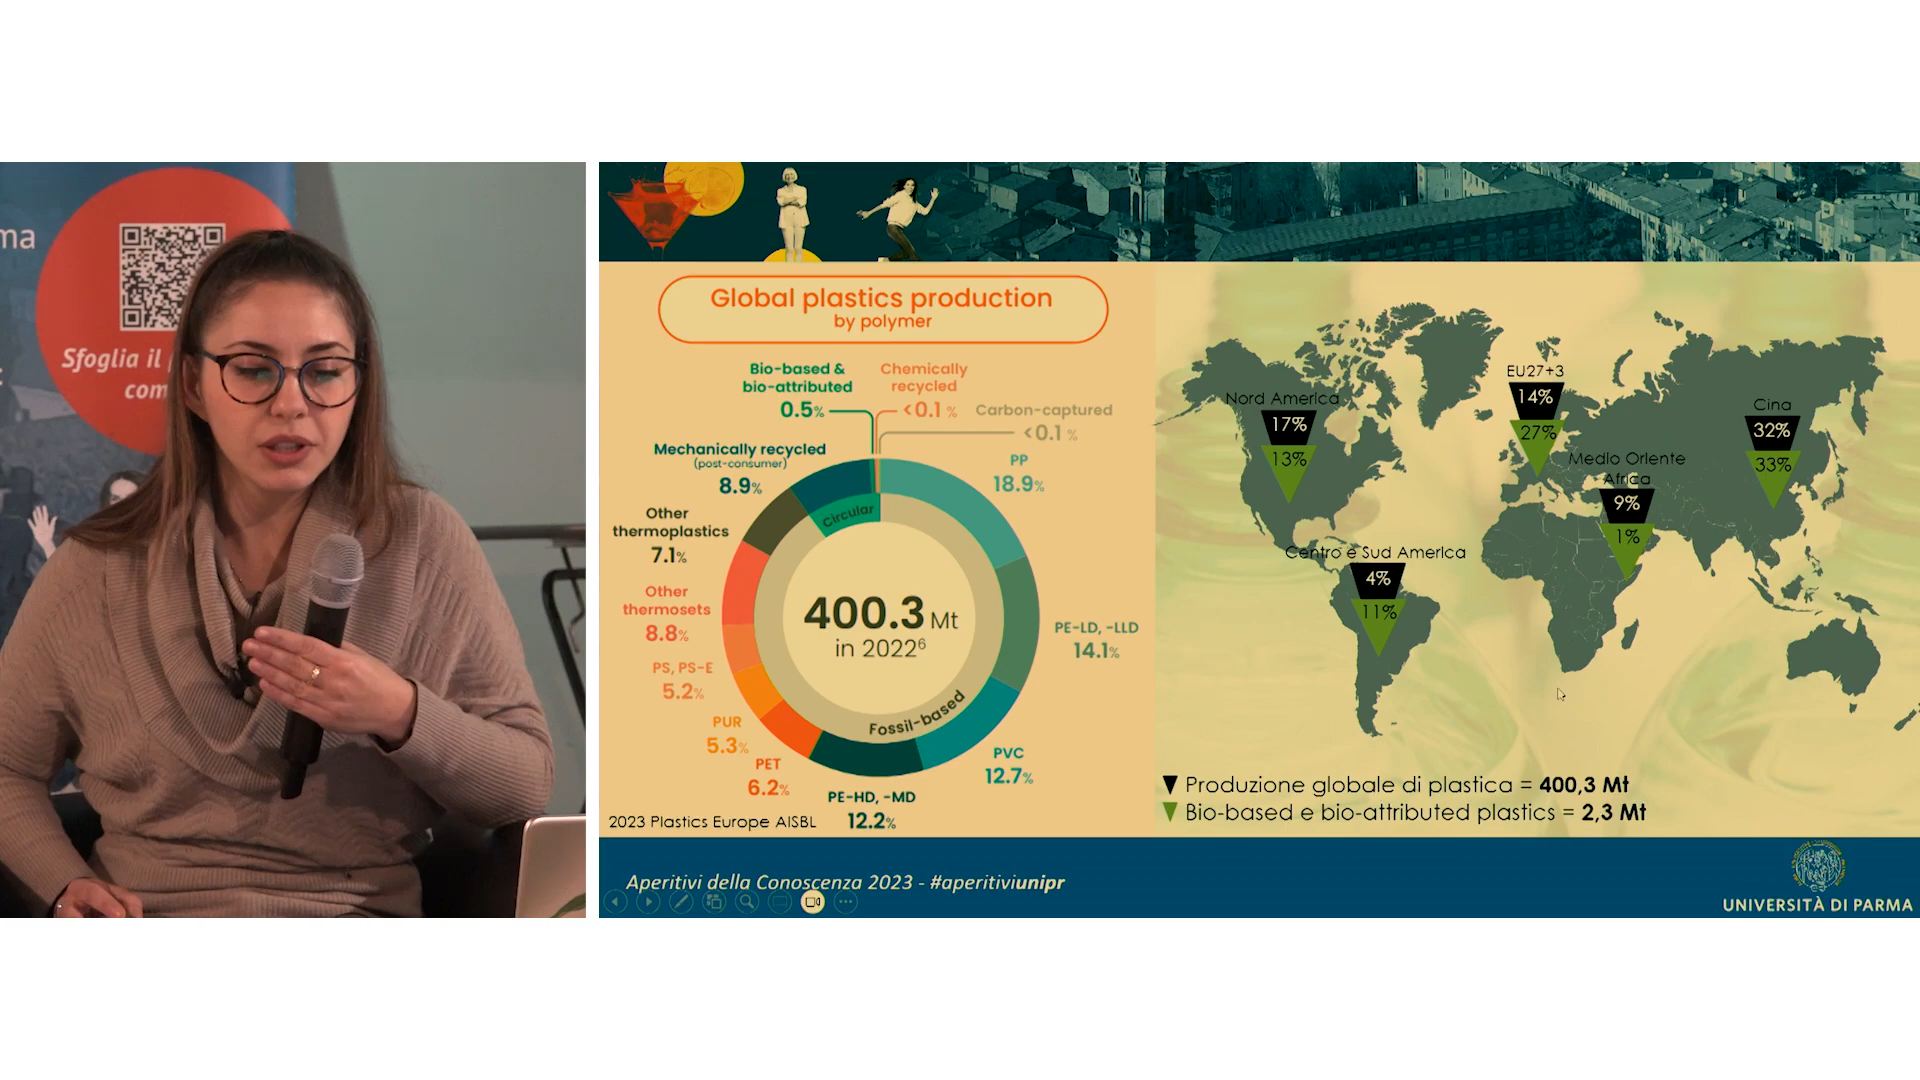 ma
Sfoglia il
com
Global plastics production
by polymer
Bio-based &
bio-attributed
0.5%
Chemically
recycled
<0.1 %
Carbon-captured
<0.1 %
Mechanically recycled
(post-consumer)
8.9%
PP
18.9%
Other
thermoplastics
7.1%
Circular
Other
thermosets
8.8%
400.3 Mt
in 2022⁶
PE-LD, -LLD
14.1%
PS, PS-E
5.2%
Fossil-based
PUR
5.3%
PVC
12.7%
PET
6.2%
PE-HD, -MD
12.2%
2023 Plastics Europe AISBL
Nord America
17%
13%
EU27+3
14%
27%
Cina
32%
33%
Medio Oriente
Africa
9%
1%
Centro e Sud America
4%
11%
Produzione globale di plastica = 400,3 Mt
Bio-based e bio-attributed plastics = 2,3 Mt
Aperitivi della Conoscenza 2023 - #aperitiviunipr
UNIVERSITÀ DI PARMA